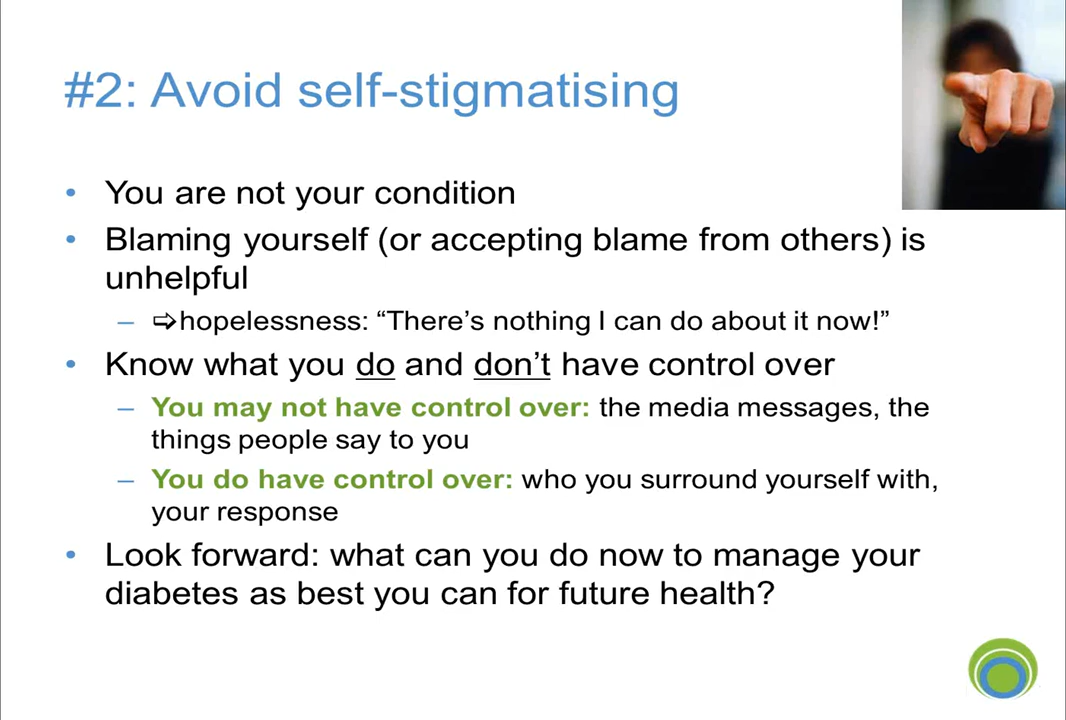 #2: Avoid self-stigmatising
• You are not your condition
• Blaming yourself (or accepting blame from others) is
unhelpful
– ⇨hopelessness: “There’s nothing I can do about it now!”
• Know what you do and don’t have control over
– You may not have control over: the media messages, the
things people say to you
– You do have control over: who you surround yourself with,
your response
• Look forward: what can you do now to manage your
diabetes as best you can for future health?